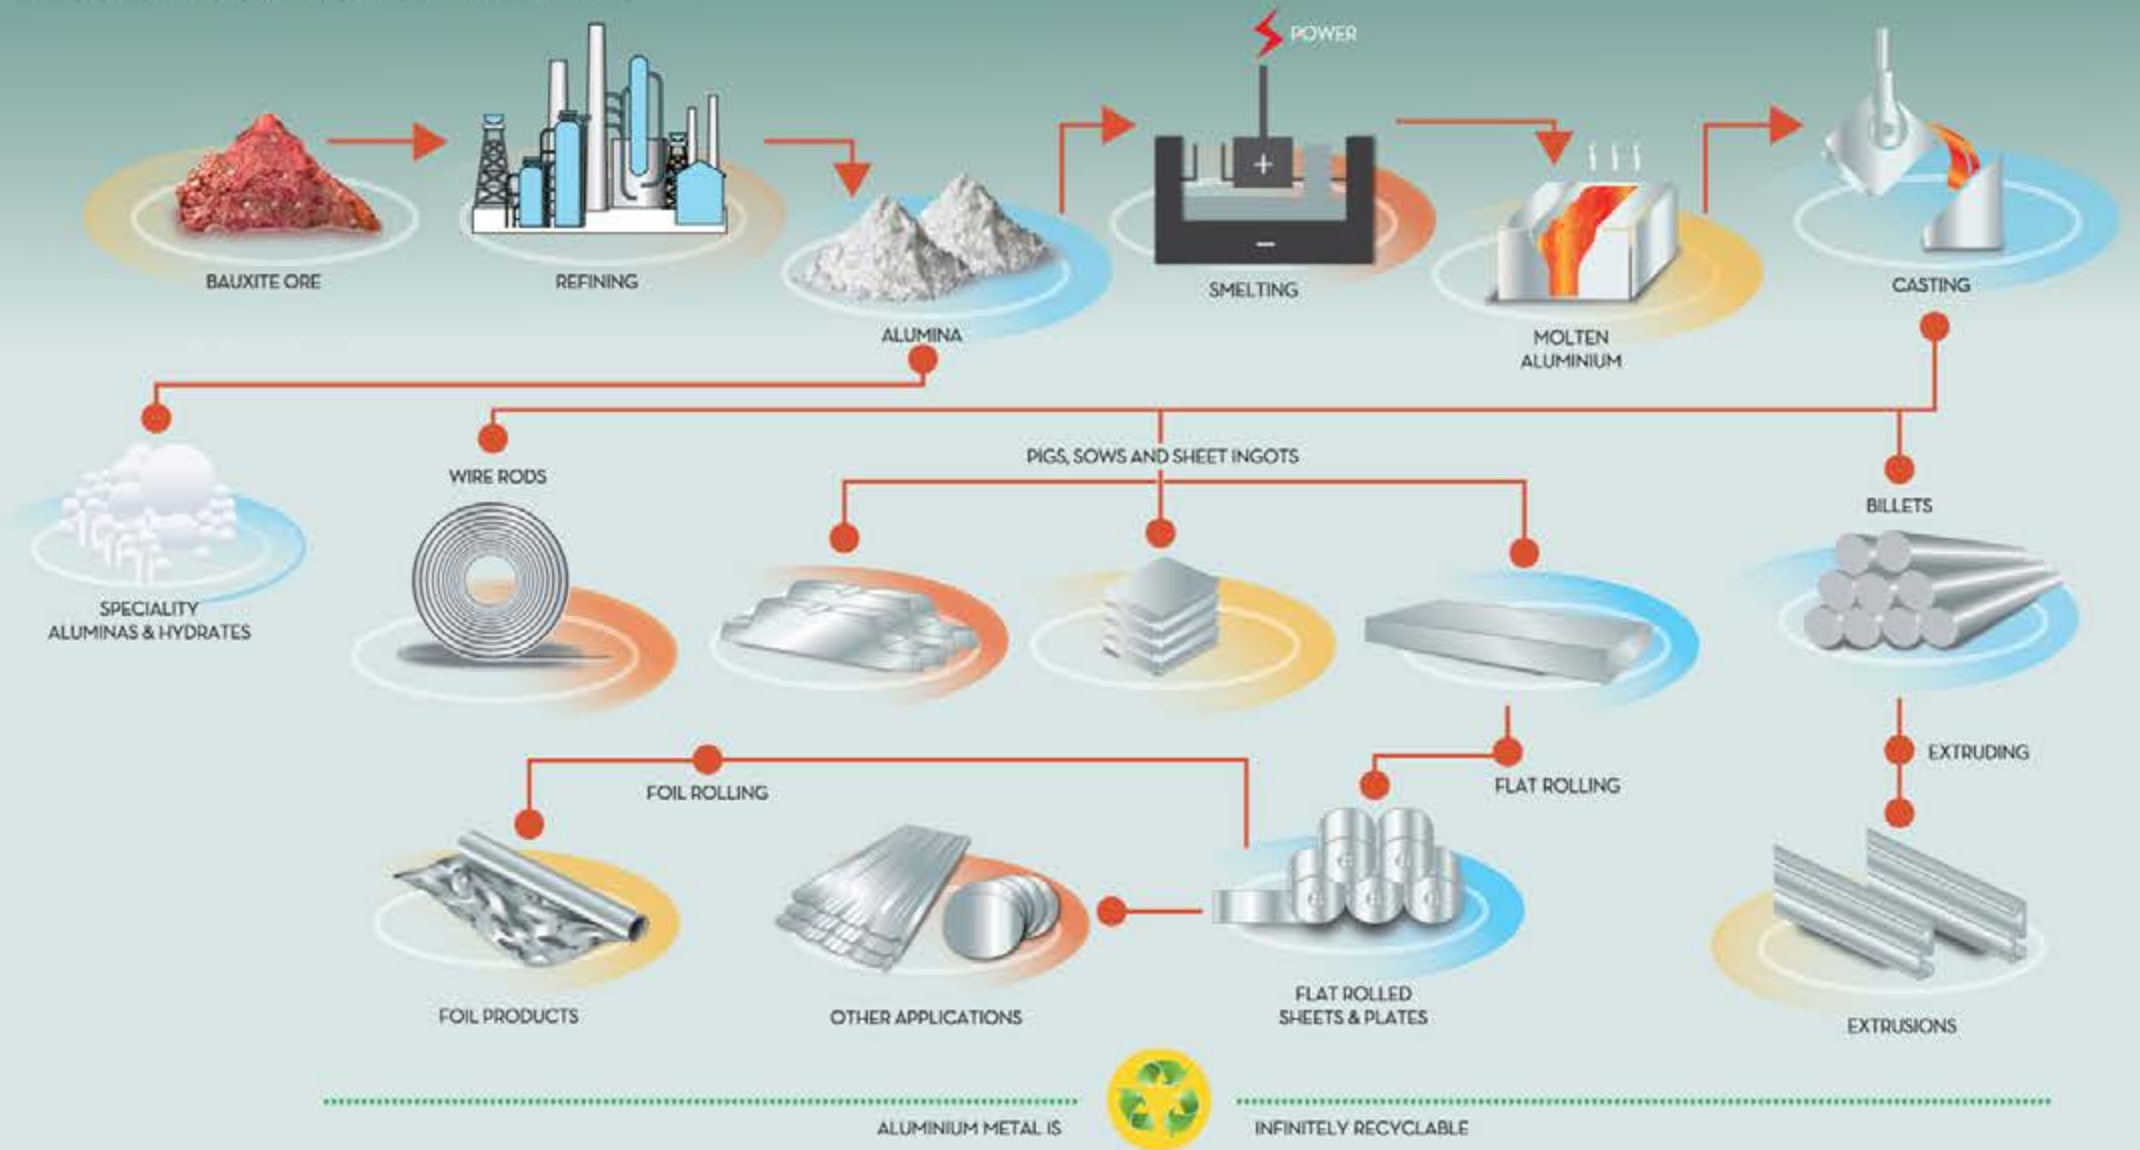 POWER
BAUXITE ORE
REFINING
ALUMINA
SMELTING
MOLTEN
ALUMINIUM
CASTING
SPECIALITY
ALUMINAS & HYDRATES
WIRE RODS
PIGS, SOWS AND SHEET INGOTS
BILLETS
FOIL ROLLING
FLAT ROLLING
EXTRUDING
FOIL PRODUCTS
OTHER APPLICATIONS
FLAT ROLLED
SHEETS & PLATES
EXTRUSIONS
ALUMINIUM METAL IS
INFINITELY RECYCLABLE